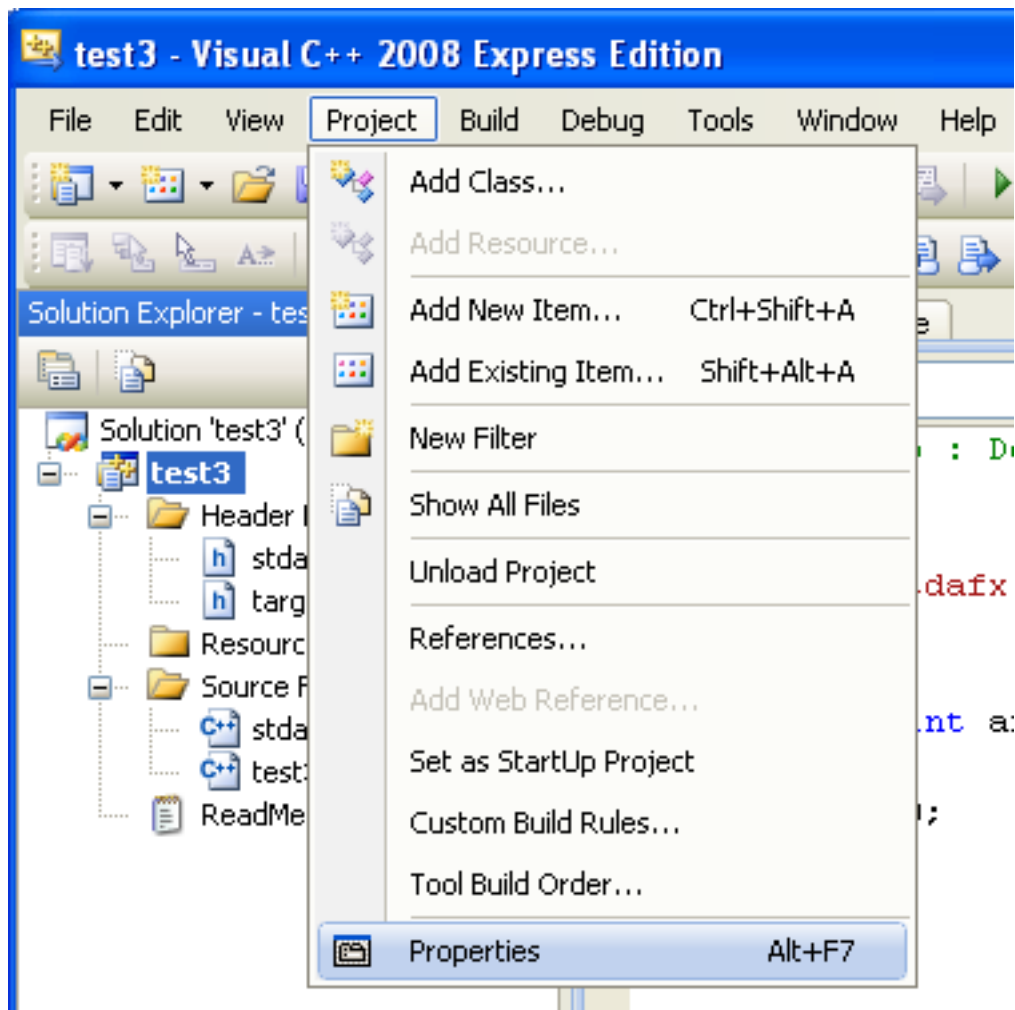 test3 - Visual C++ 2008 Express Edition
File Edit View Project Build Debug Tools Window Help
Add Class...
Add Resource...
Solution Explorer - tes
Add New Item... Ctrl+Shift+A
Add Existing Item... Shift+Alt+A
Solution 'test3' (
New Filter
: De
test3
Show All Files
Header
stda
Unload Project
dafx
targ
References...
Resourc
Source F
Add Web Reference...
stda
int ar
Set as StartUp Project
test
ReadMe
Custom Build Rules...
;
Tool Build Order...
Properties Alt+F7